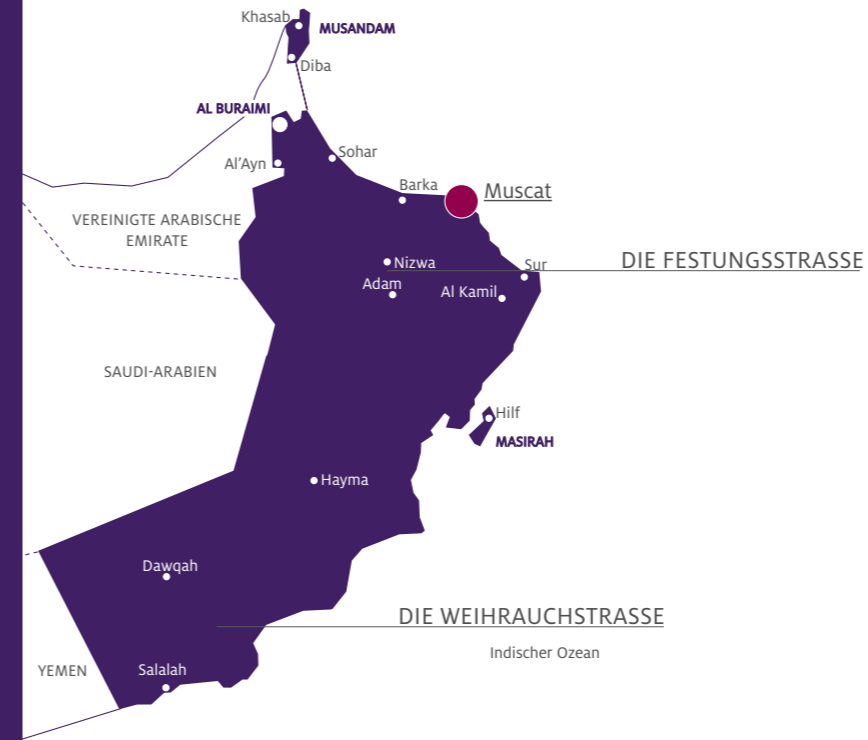 Khasab
MUSANDAM
Diba
AL BURAIMI
Sohar
Al'Ayn
Barka
Muscat
VEREINIGTE ARABISCHE
EMIRATE
Nizwa
DIE FESTUNGSSTRASSE
Sur
Adam
Al Kamil
SAUDI-ARABIEN
Hilf
MASIRAH
Hayma
Dawqah
DIE WEIHRAUCHSTRASSE
Indischer Ozean
YEMEN
Salalah